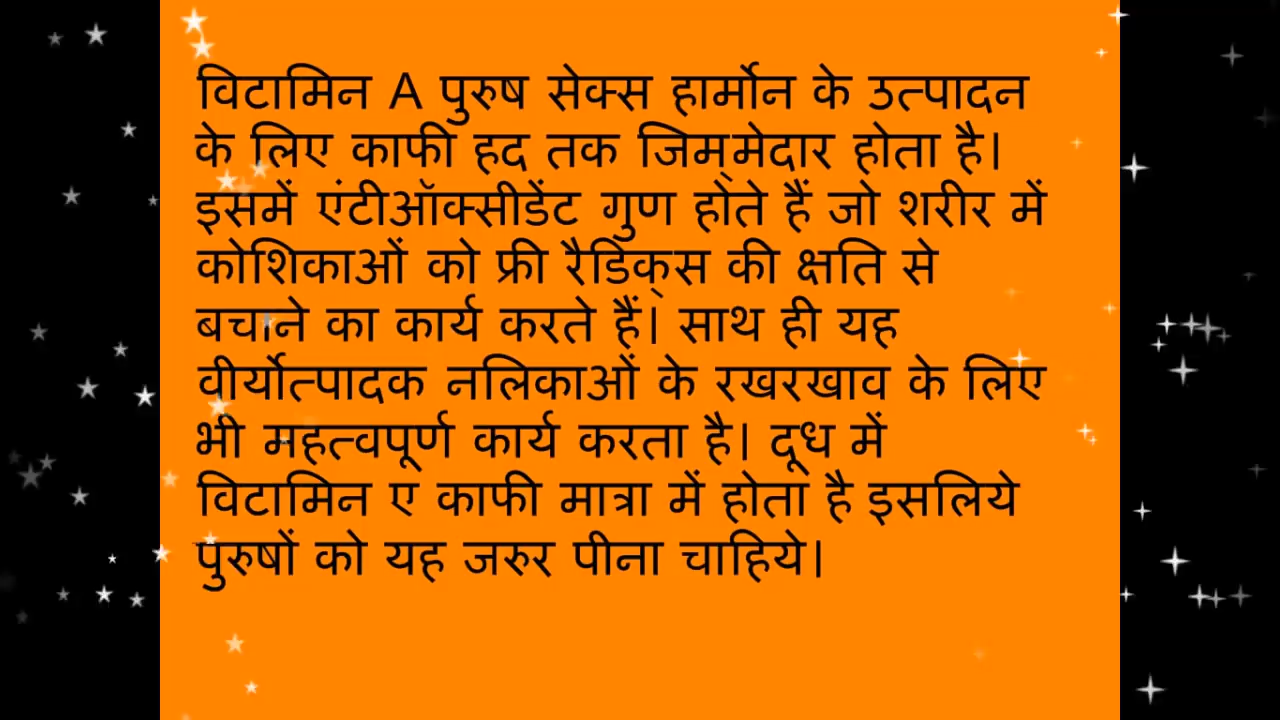 विटामिन A पुरुष सेक्स हार्मोन के उत्पादन
के लिए काफी हद तक जिम्‌मेदार होता है।
इसमें एंटीऑक्सीडेंट गुण होते हैं जो शरीर में
कोशिकाओं को फ्री रैडिक्‌स की क्षति से
बचाने का कार्य करते हैं। साथ ही यह
वीर्योत्पादक नलिकाओं के रखरखाव के लिए
भी महत्वपूर्ण कार्य करता है। दूध में
विटामिन ए काफी मात्रा में होता है इसलिये
पुरुषों को यह जरुर पीना चाहिये।